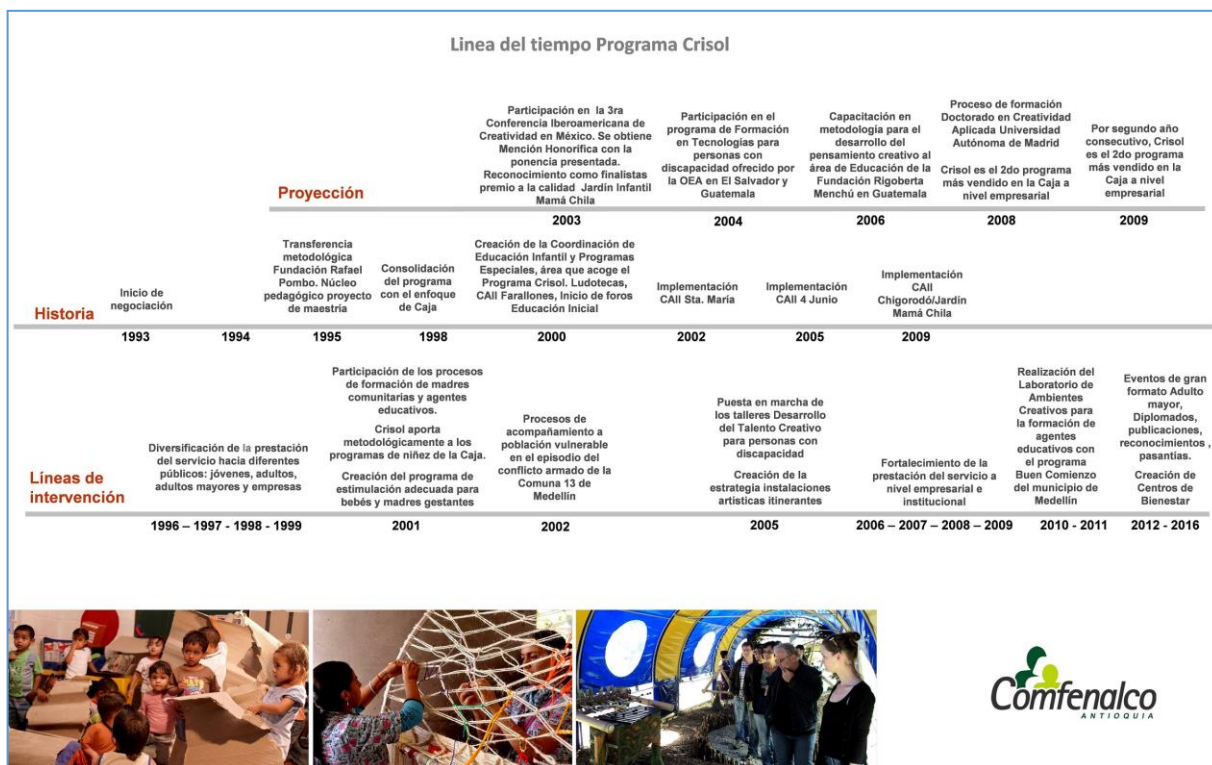 Linea del tiempo Programa Crisol
Participación en la 3ra
Conferencia Iberoamericana de
Creatividad en México. Se obtiene
Mención Honorifica con la
ponencia presentada.
Reconocimiento como finalistas
premio a la calidad Jardín Infantil
Mamá Chila
2003
Participación en el
programa de Formación
en Tecnologías para
personas con
discapacidad ofrecido por
la OEA en El Salvador y
Guatemala
2004
Capacitación en
metodología para el
desarrollo del
pensamiento creativo al
área de Educación de la
Fundación Rigoberta
Menchú en Guatemala
2006
Proceso de formación
Doctorado en Creatividad
Aplicada Universidad
Autónoma de Madrid
Crisol es el 2do programa
más vendido en la Caja a
nivel empresarial
2008
Por segundo año
consecutivo, Crisol
es el 2do programa
más vendido en la
Caja a nivel
empresarial
2009
Proyección
Historia
Inicio de
negociación
1993
1994
Transferencia
metodológica
Fundación Rafael
Pombo. Núcleo
pedagógico proyecto
de maestría
1995
Consolidación
del programa
con el enfoque
de Caja
1998
Creación de la Coordinación de
Educación Infantil y Programas
Especiales, área que acoge el
Programa Crisol. Ludotecas,
CAII Farallones, Inicio de foros
Educación Inicial
2000
Implementación
CAII Sta. María
2002
Implementación
CAII 4 Junio
2005
Implementación
CAII
Chigorodó/Jardín
Mamá Chila
2009
Líneas de
intervención
Diversificación de la prestación
del servicio hacia diferentes
públicos: jóvenes, adultos,
adultos mayores y empresas
1996 – 1997 - 1998 - 1999
Participación de los procesos
de formación de madres
comunitarias y agentes
educativos.
Crisol aporta
metodológicamente a los
programas de niñez de la Caja.
Creación del programa de
estimulación adecuada para
bebés y madres gestantes
2001
Procesos de
acompañamiento a
población vulnerable
en el episodio del
conflicto armado de la
Comuna 13 de
Medellín
2002
Puesta en marcha de
los talleres Desarrollo
del Talento Creativo
para personas con
discapacidad
Creación de la
estrategia instalaciones
artísticas itinerantes
2005
Fortalecimiento de la
prestación del servicio a
nivel empresarial e
institucional
2006 – 2007 – 2008 – 2009
Realización del
Laboratorio de
Ambientes
Creativos para
la formación de
agentes
educativos con
el programa
Buen Comienzo
del municipio de
Medellín
2010 - 2011
Eventos de gran
formato Adulto
mayor,
Diplomados,
publicaciones,
reconocimientos ,
pasantías.
Creación de
Centros de
Bienestar
2012 - 2016
Comfenalco
ANTIOQUIA